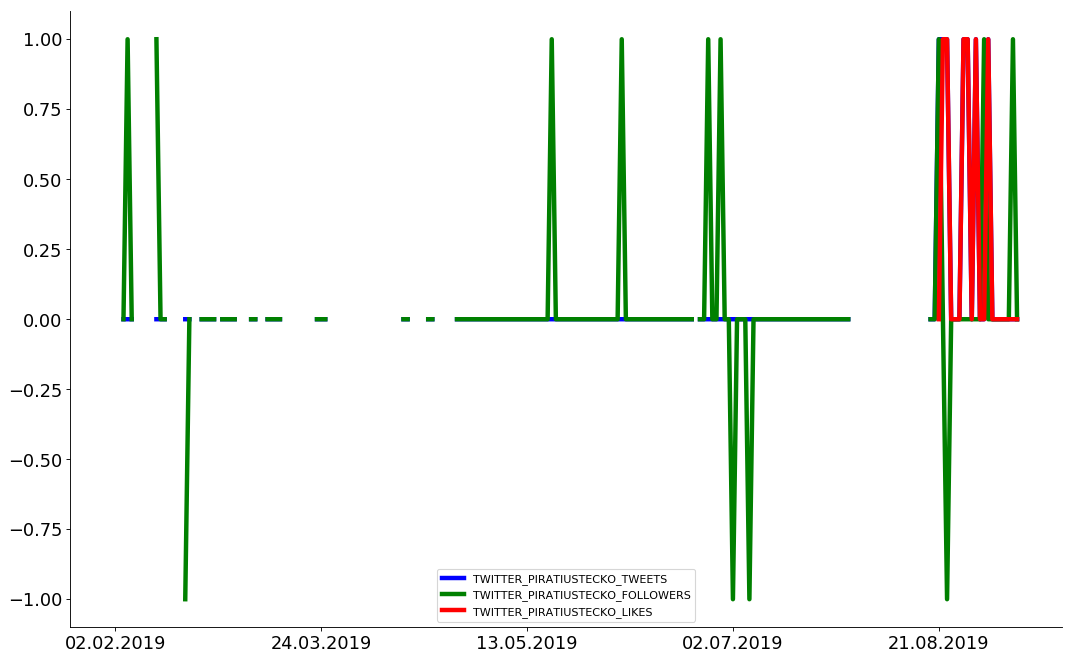 1.00
0.75
0.50
0.25
0.00
−0.25
−0.50
−0.75
−1.00
TWITTER_PIRATIUSTECKO_TWEETS
TWITTER_PIRATIUSTECKO_FOLLOWERS
TWITTER_PIRATIUSTECKO_LIKES
02.02.2019 24.03.2019 13.05.2019 02.07.2019 21.08.2019